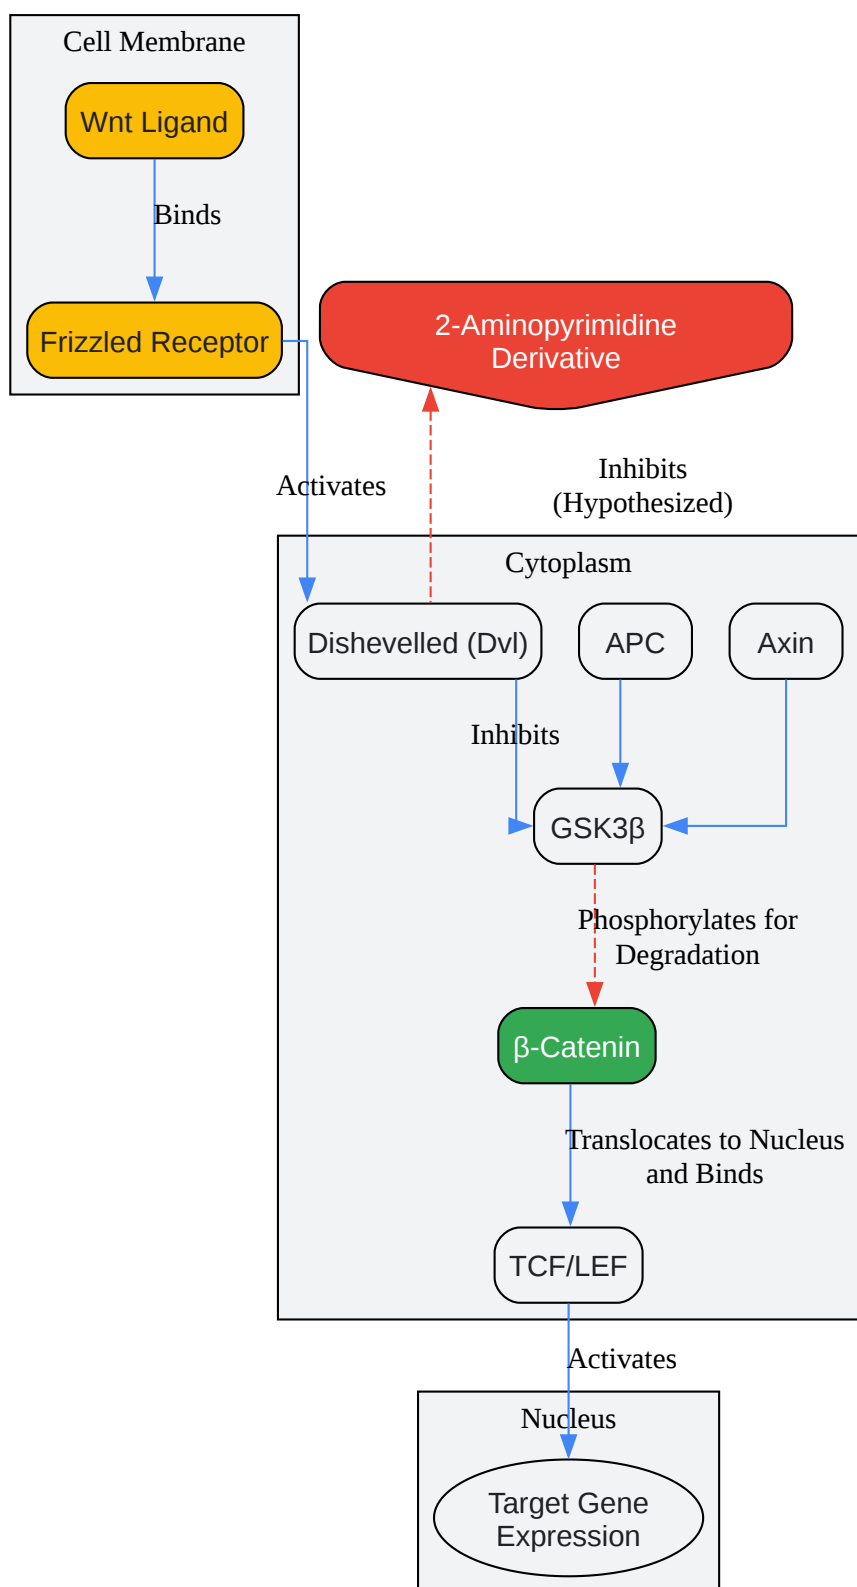 Cell Membrane
Wnt Ligand
Binds
Frizzled Receptor
2-Aminopyrimidine
Derivative
Activates
Inhibits
(Hypothesized)
Cytoplasm
Dishevelled (Dvl)
APC
Axin
Inhibits
GSK3β
Phosphorylates for
Degradation
β-Catenin
Translocates to Nucleus
and Binds
TCF/LEF
Activates
Nucleus
Target Gene
Expression